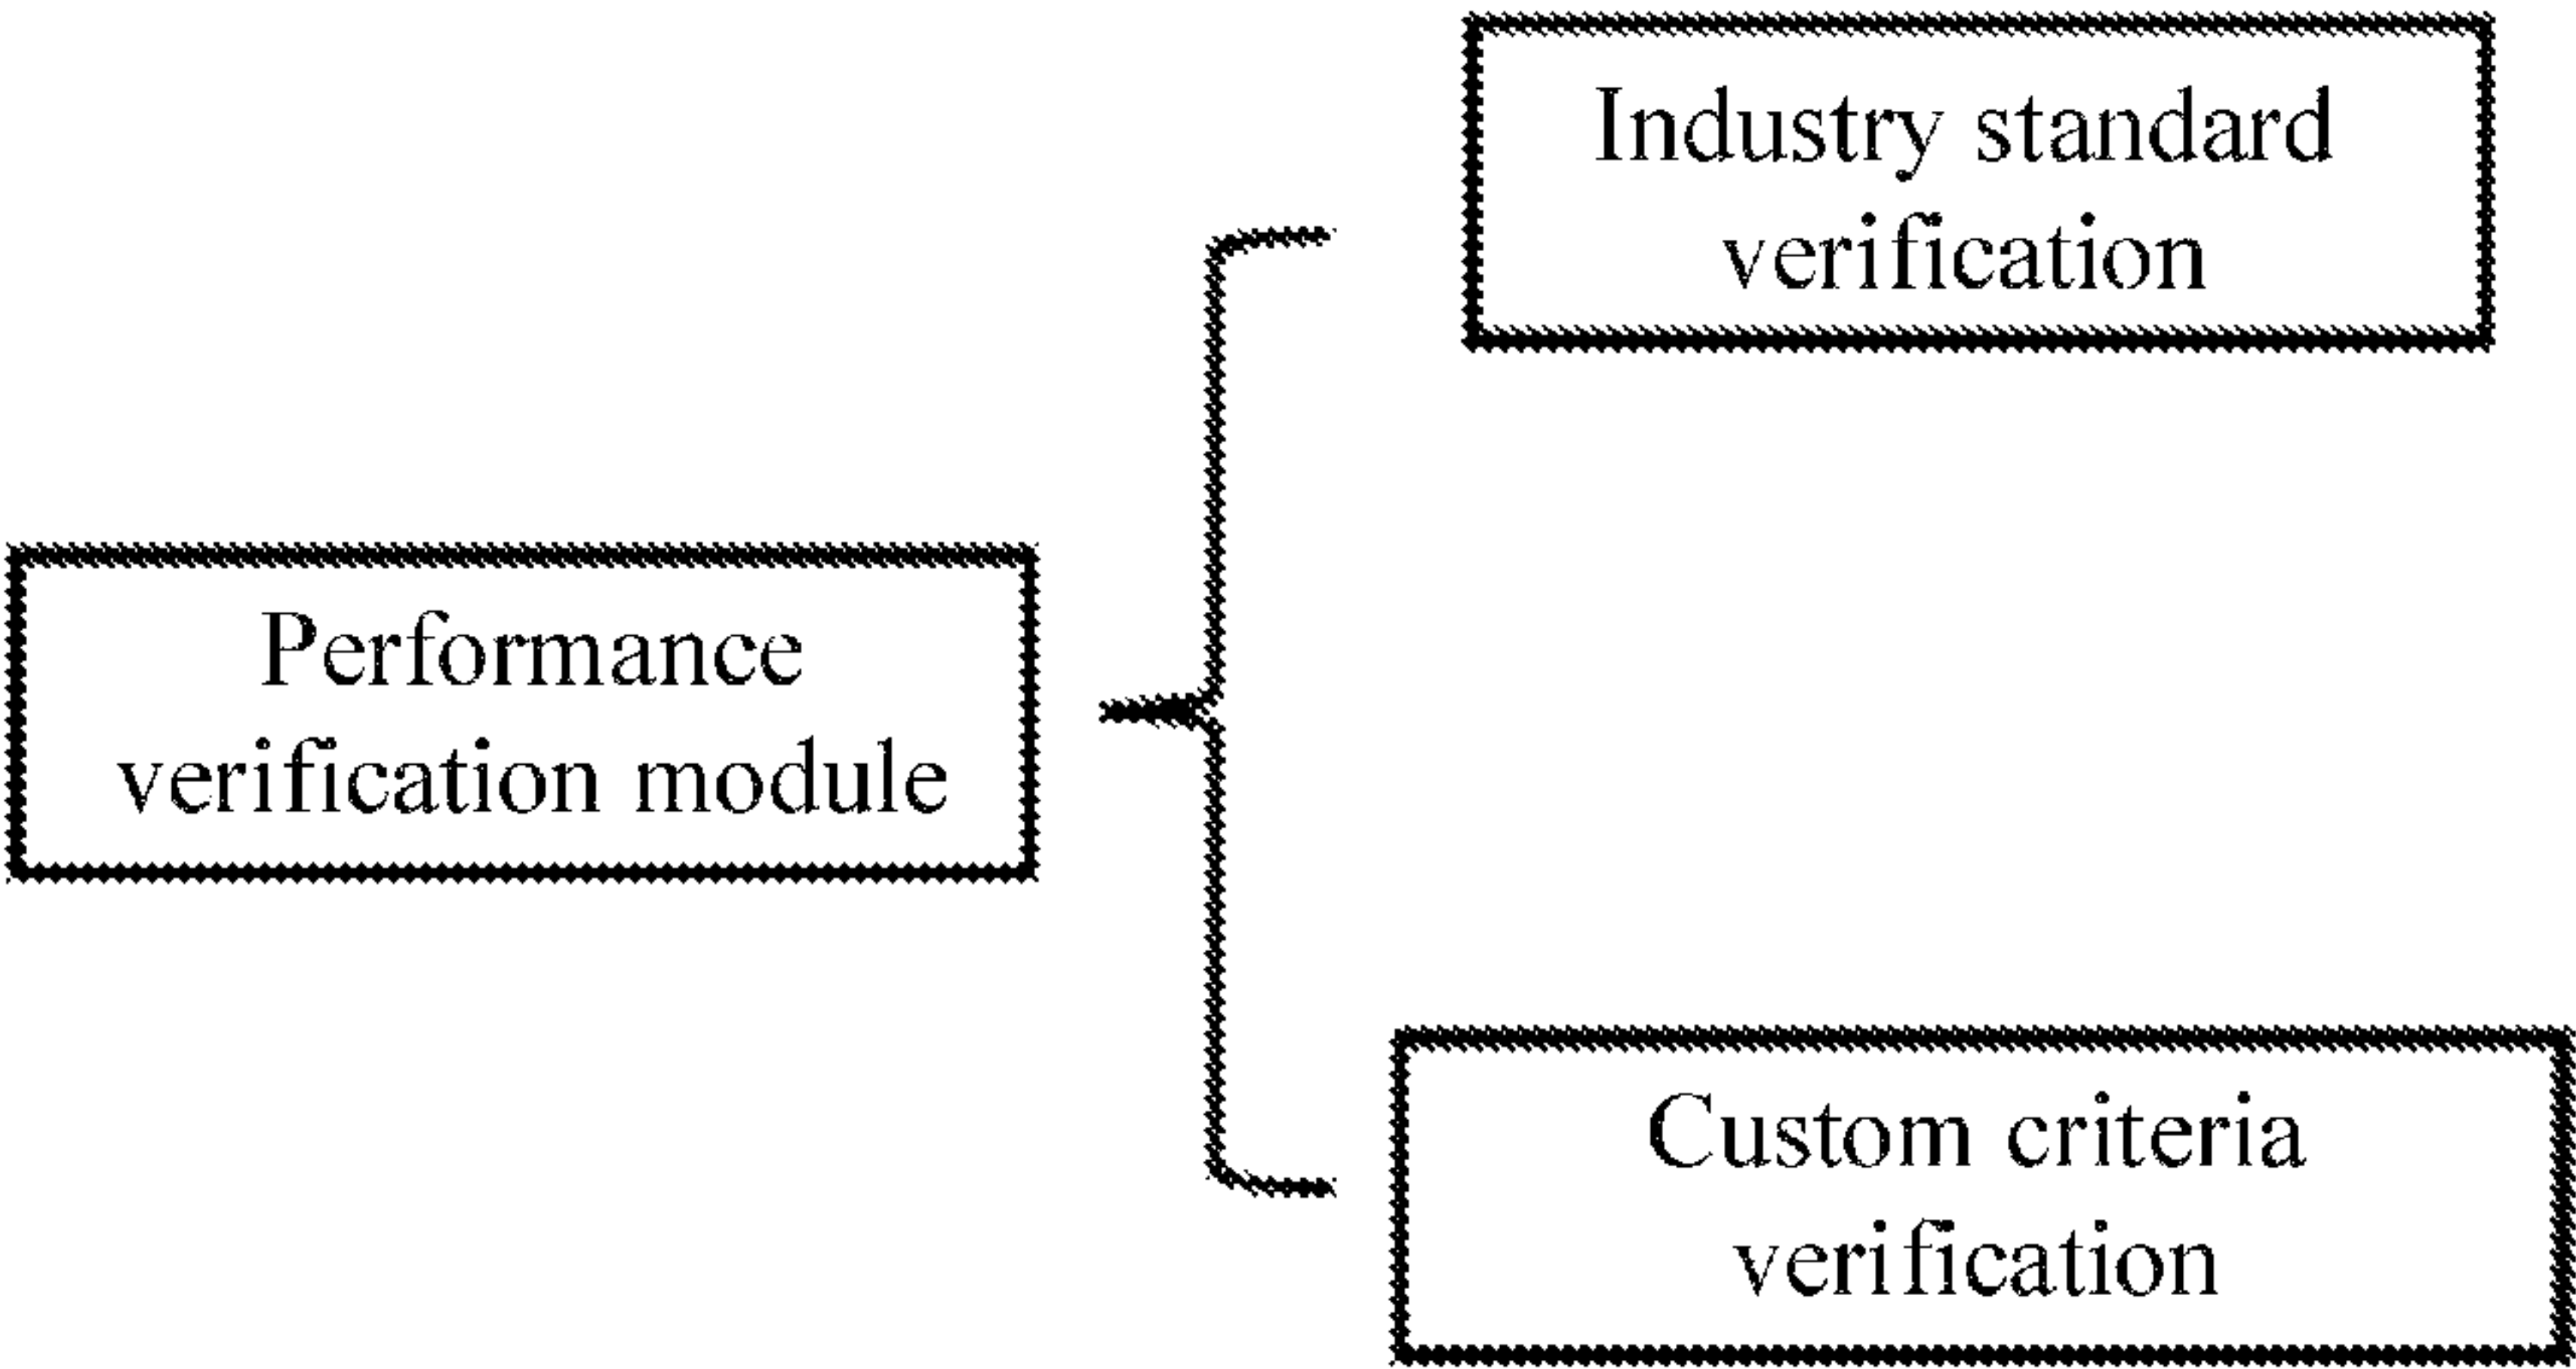 Industry standard
verification
Performance
verification module
Custom criteria
verification